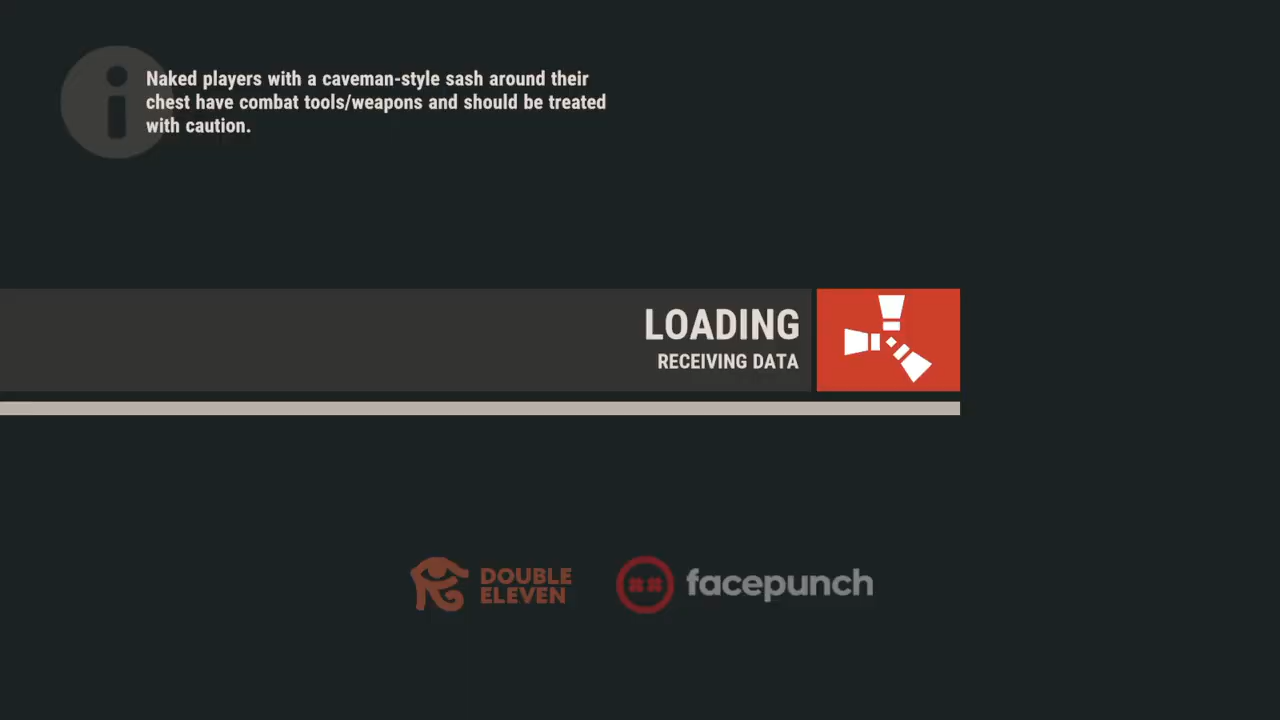 Naked players with a caveman-style sash around their
chest have combat tools/weapons and should be treated
with caution.
LOADING
RECEIVING DATA
DOUBLE
ELEVEN
facepunch